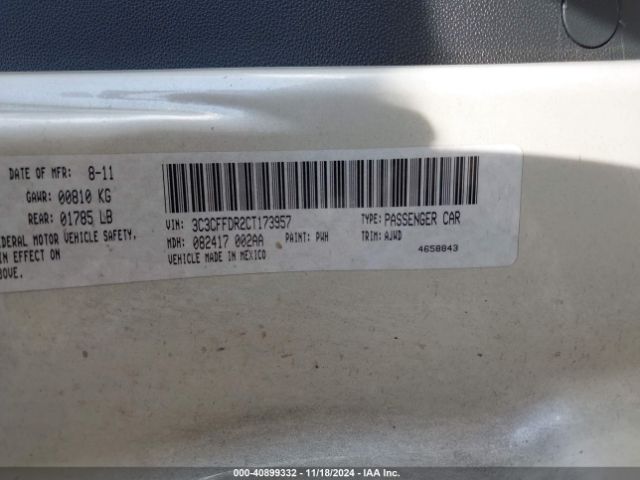 DATE OF MFR: 8-11
GAWR: 00810 KG
REAR: 01785 LB
FEDERAL MOTOR VEHICLE SAFETY,
IN EFFECT ON
ABOVE.
VIN: 3C3CFFDR2CT173957
TYPE: PASSENGER CAR
MDH: 082417 002AA
PAINT: PWH
TRIM: AJWD
VEHICLE MADE IN MEXICO
4658843
000-40899332 - 11/18/2024 - IAA Inc.